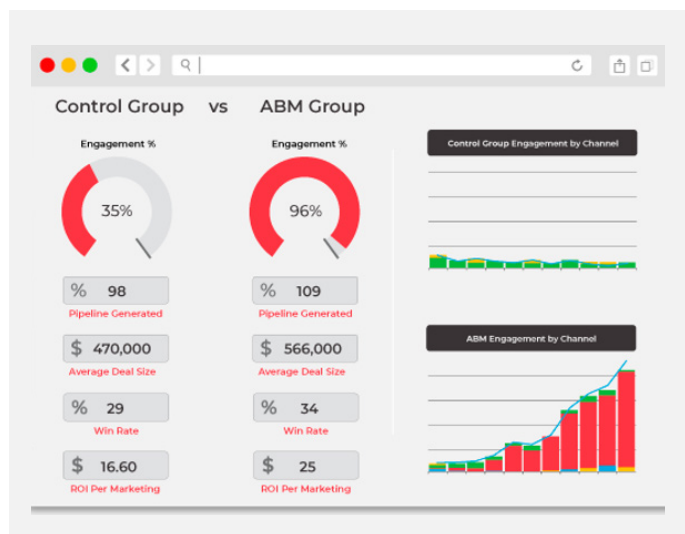 Control Group vs ABM Group
Engagement %
35%
% 98
Pipeline Generated
$ 470,000
Average Deal Size
% 29
Win Rate
$ 16.60
ROI Per Marketing
Engagement %
96%
% 109
Pipeline Generated
$ 566,000
Average Deal Size
% 34
Win Rate
$ 25
ROI Per Marketing
Control Group Engagement by Channel
ABM Engagement by Channel